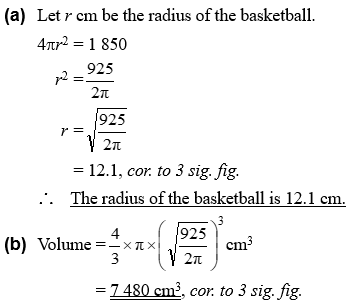 (a) Let r cm be the radius of the basketball.
4πr² = 1 850
r² = 925/2π
r = √(925/2π)
= 12.1, cor. to 3 sig. fig.
∴ The radius of the basketball is 12.1 cm.
(b) Volume = 4/3 × π × (√(925/2π))³ cm³
= 7 480 cm³, cor. to 3 sig. fig.